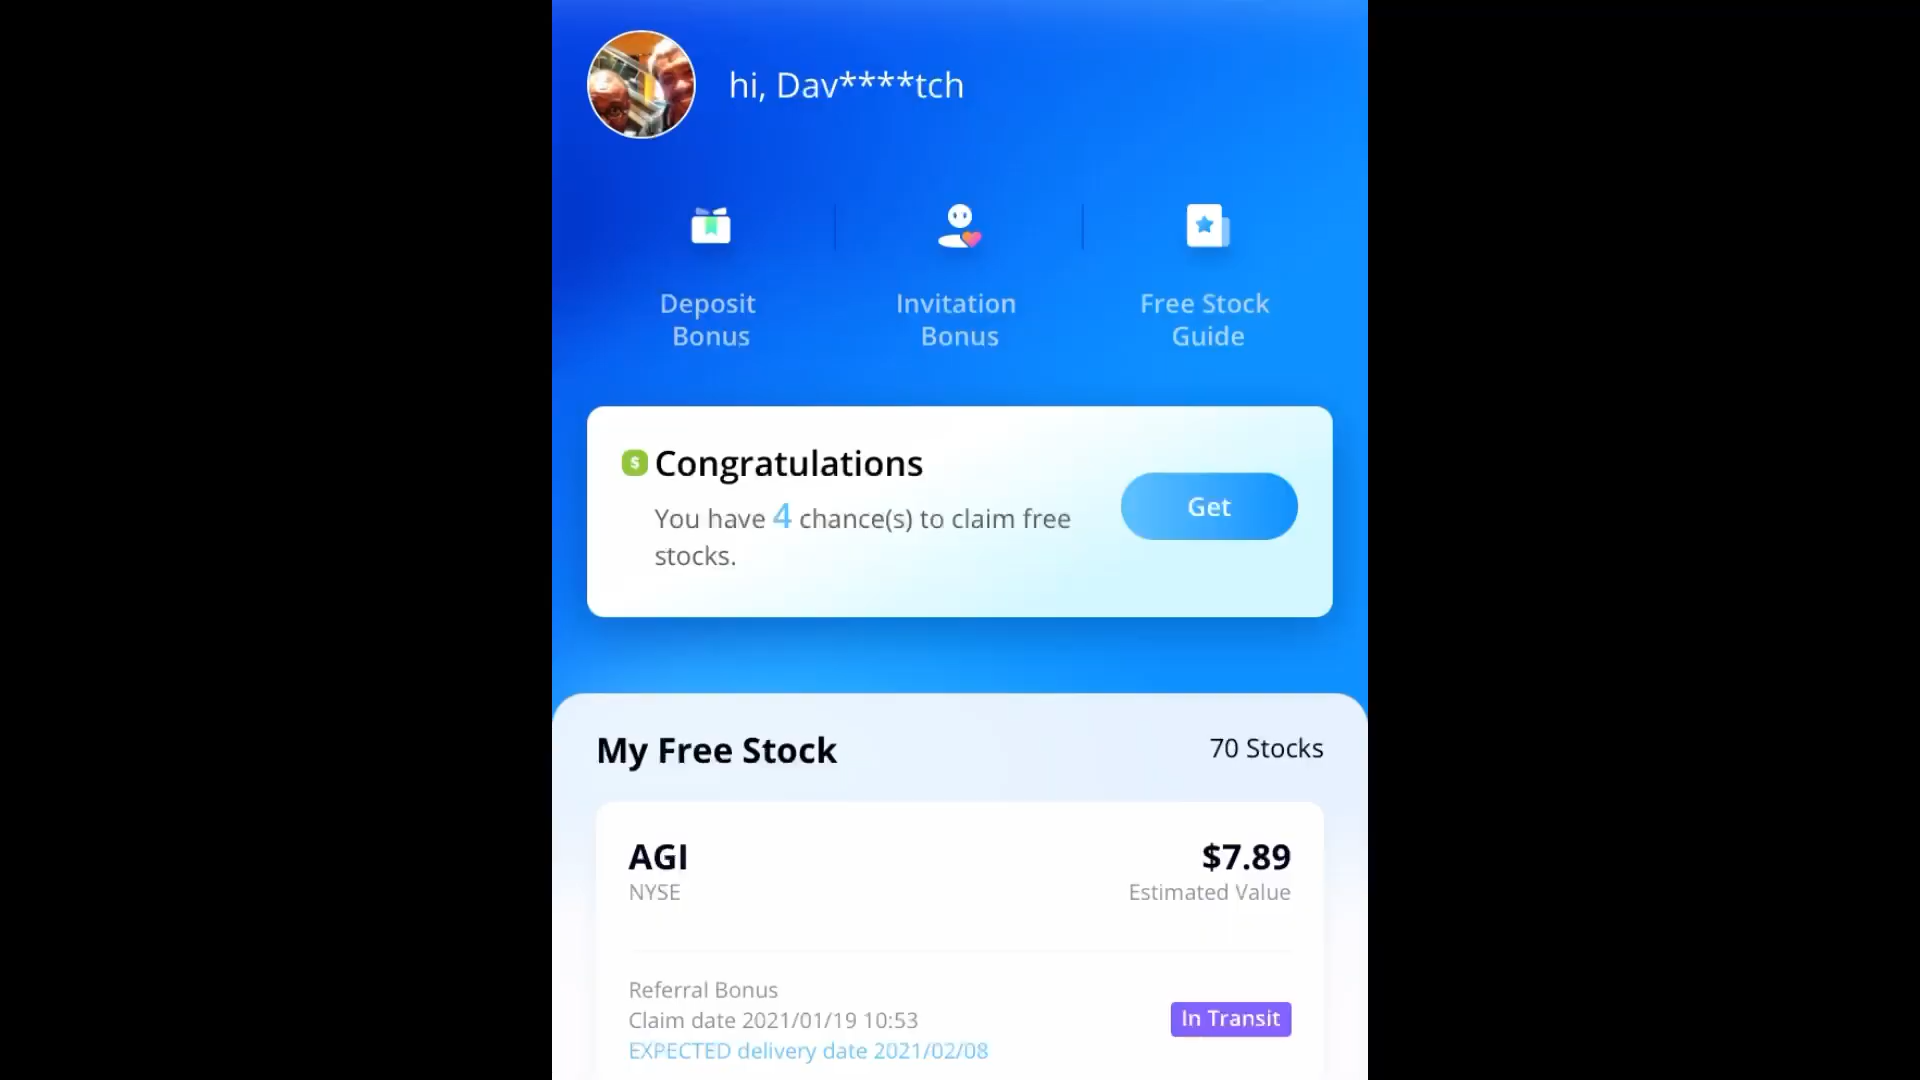 hi, Dav****tch
Deposit
Bonus
Invitation
Bonus
Free Stock
Guide
$ Congratulations
You have 4 chance(s) to claim free
stocks.
Get
My Free Stock
70 Stocks
AGI
$7.89
NYSE
Estimated Value
Referral Bonus
Claim date 2021/01/19 10:53
In Transit
EXPECTED delivery date 2021/02/08